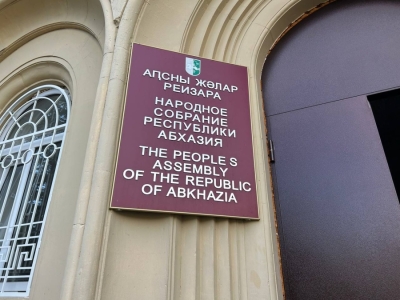 АԤСНЫ ЖӘЛАР
РЕИЗАРА
НАРОДНОЕ
СОБРАНИЕ
РЕСПУБЛИКИ
АБХАЗИЯ
THE PEOPLE S
ASSEMBLY
OF THE REPUBLIC
OF ABKHAZIA